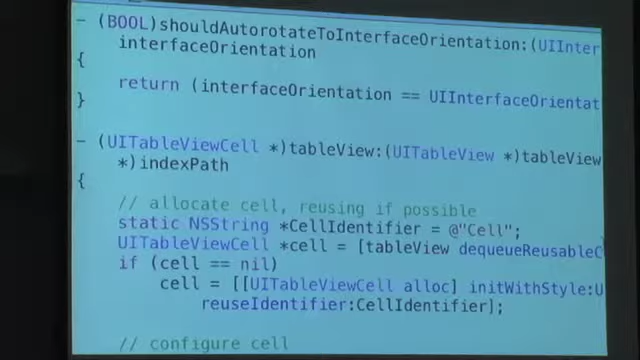 - (BOOL)shouldAutorotateToInterfaceOrientation:(UIInter
interfaceOrientation
{
return (interfaceOrientation == UIInterfaceOrientat
}
- (UITableViewCell *)tableView:(UITableView *)tableView
*)indexPath
{
// allocate cell, reusing if possible
static NSString *CellIdentifier = @"Cell";
UITableViewCell *cell = [tableView dequeueReusableC
if (cell == nil)
cell = [[UITableViewCell alloc] initWithStyle:U
reuseIdentifier:CellIdentifier];
// configure cell